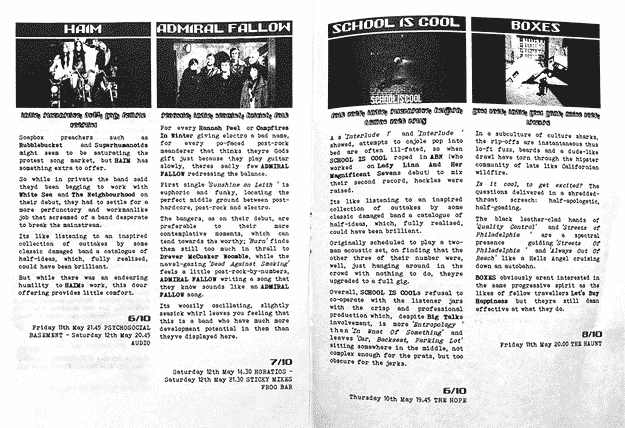 HAIM
Soapbox preachers such as
Rubblebucket and Superhumanoids
might seem to be saturating the
protest song market, but HAIM has
something extra to offer.
So while in private the band said
theyd been begging to work with
White Sea and The Neighbourhood on
their debut, they had to settle for a
more perfunctory and workmanlike
job that screamed of a band desperate
to break the mainstream.
Its like listening to an inspired
collection of outtakes by some
classic damaged band a catalogue of
half-ideas, which, fully realised,
could have been brilliant.
But while there was an endearing
humility to HAIMs work, this dour
offering provides little comfort.
6/10
Friday 11th May 21.45 PSYCHOSOCIAL
BASEMENT - Saturday 12th May 20.45
AUDIO
ADMIRAL FALLOW
For every Hannah Peel or Campfires
In Winter giving electro a bad name,
for every po-faced post-rock
meanderer that thinks theyre Gods
gift just because they play guitar
slowly, theres sadly few ADMIRAL
FALLOW redressing the balance.
First single 'Sunshine on Leith' is
euphoric and funky, locating the
perfect middle ground between post-
hardcore, post-rock and electro.
The bangers, as on their debut, are
preferable to their more
contemplative moments, which can
tend towards the worthy; 'Burn' finds
them still too much in thrall to
Drever McCusker Woomble, while the
navel-gazing 'Dead Against Smoking'
feels a little post-rock-by-numbers,
ADMIRAL FALLOW writing a song that
they know sounds like an ADMIRAL
FALLOW song.
Its woozily oscillating, slightly
seasick whirl leaves you feeling that
this is a band who have much more
development potential in them than
theyve displayed here.
7/10
Saturday 12th May 14.30 HORATIOS -
Saturday 12th May 21.30 STICKY MIKES
FROG BAR
SCHOOL IS COOL
SCHOOL IS COOL
A s 'Interlude I' and 'Interlude '
showed, attempts to cajole pop into
bed are often ill-fated, so when
SCHOOL IS COOL roped in ABN (who
worked on Lady Linn And Her
Magnificent Sevens debut) to mix
their second record, heckles were
raised.
Its like listening to an inspired
collection of outtakes by some
classic damaged band a catalogue of
half-ideas, which, fully realised,
could have been brilliant.
Originally scheduled to play a two-
man acoustic set, on finding that the
other three of their number were,
well, just hanging around in the
crowd with nothing to do, theyre
upgraded to a full gig.
Overall, SCHOOL IS COOLs refusal to
co-operate with the listener jars
with the crisp and professional
production which, despite Big Talks
involvement, is more 'Entropology '
than 'In Want Of Something' and
leaves 'Car, Backseat, Parking Lot'
sitting somewhere in the middle, not
complex enough for the prats, but too
obscure for the jerks.
6/10
Thursday 10th May 19.45 THE HOPE
BOXES
In a subculture of culture sharks,
the rip-offs are instantaneous thus
lo-fi fuzz, beards and a dude-like
drawl have torn through the hipster
community of late like Californian
wildfire.
Is it cool, to get excited? The
questions delivered in a shredded-
throat screech: half-apologetic,
half-goading.
The black leather-clad hands of
'Quality Control' and 'Streets of
Philadelphia' are a spectral
presence guiding 'Streets Of
Philadelphia' and 'Always Out Of
Reach' like a Hells Angel cruising
down an autobahn.
BOXES obviously arent interested in
the same progressive spirit as the
likes of fellow travellers Let's Buy
Happiness but theyre still damn
effective at what they do.
8/10
Friday 11th May 20.00 THE HAUNT